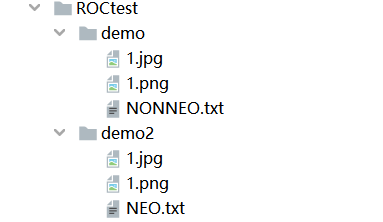 ROCtest
demo
1.jpg
1.png
NONNEO.txt
demo2
1.jpg
1.png
NEO.txt